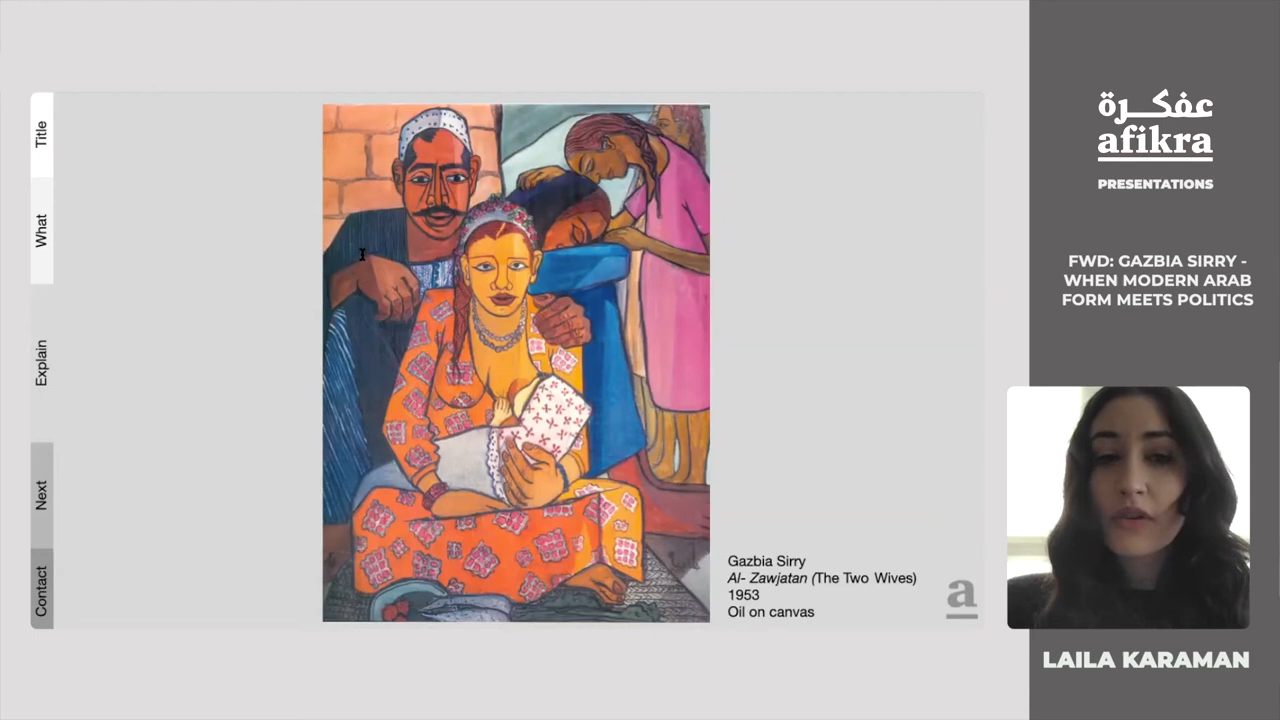 Title
What
Explain
Next
Contact
Gazbia Sirry
Al- Zawjatan (The Two Wives)
1953
Oil on canvas
a
عفكرة
afikra
PRESENTATIONS
FWD: GAZBIA SIRRY -
WHEN MODERN ARAB
FORM MEETS POLITICS
LAILA KARAMAN